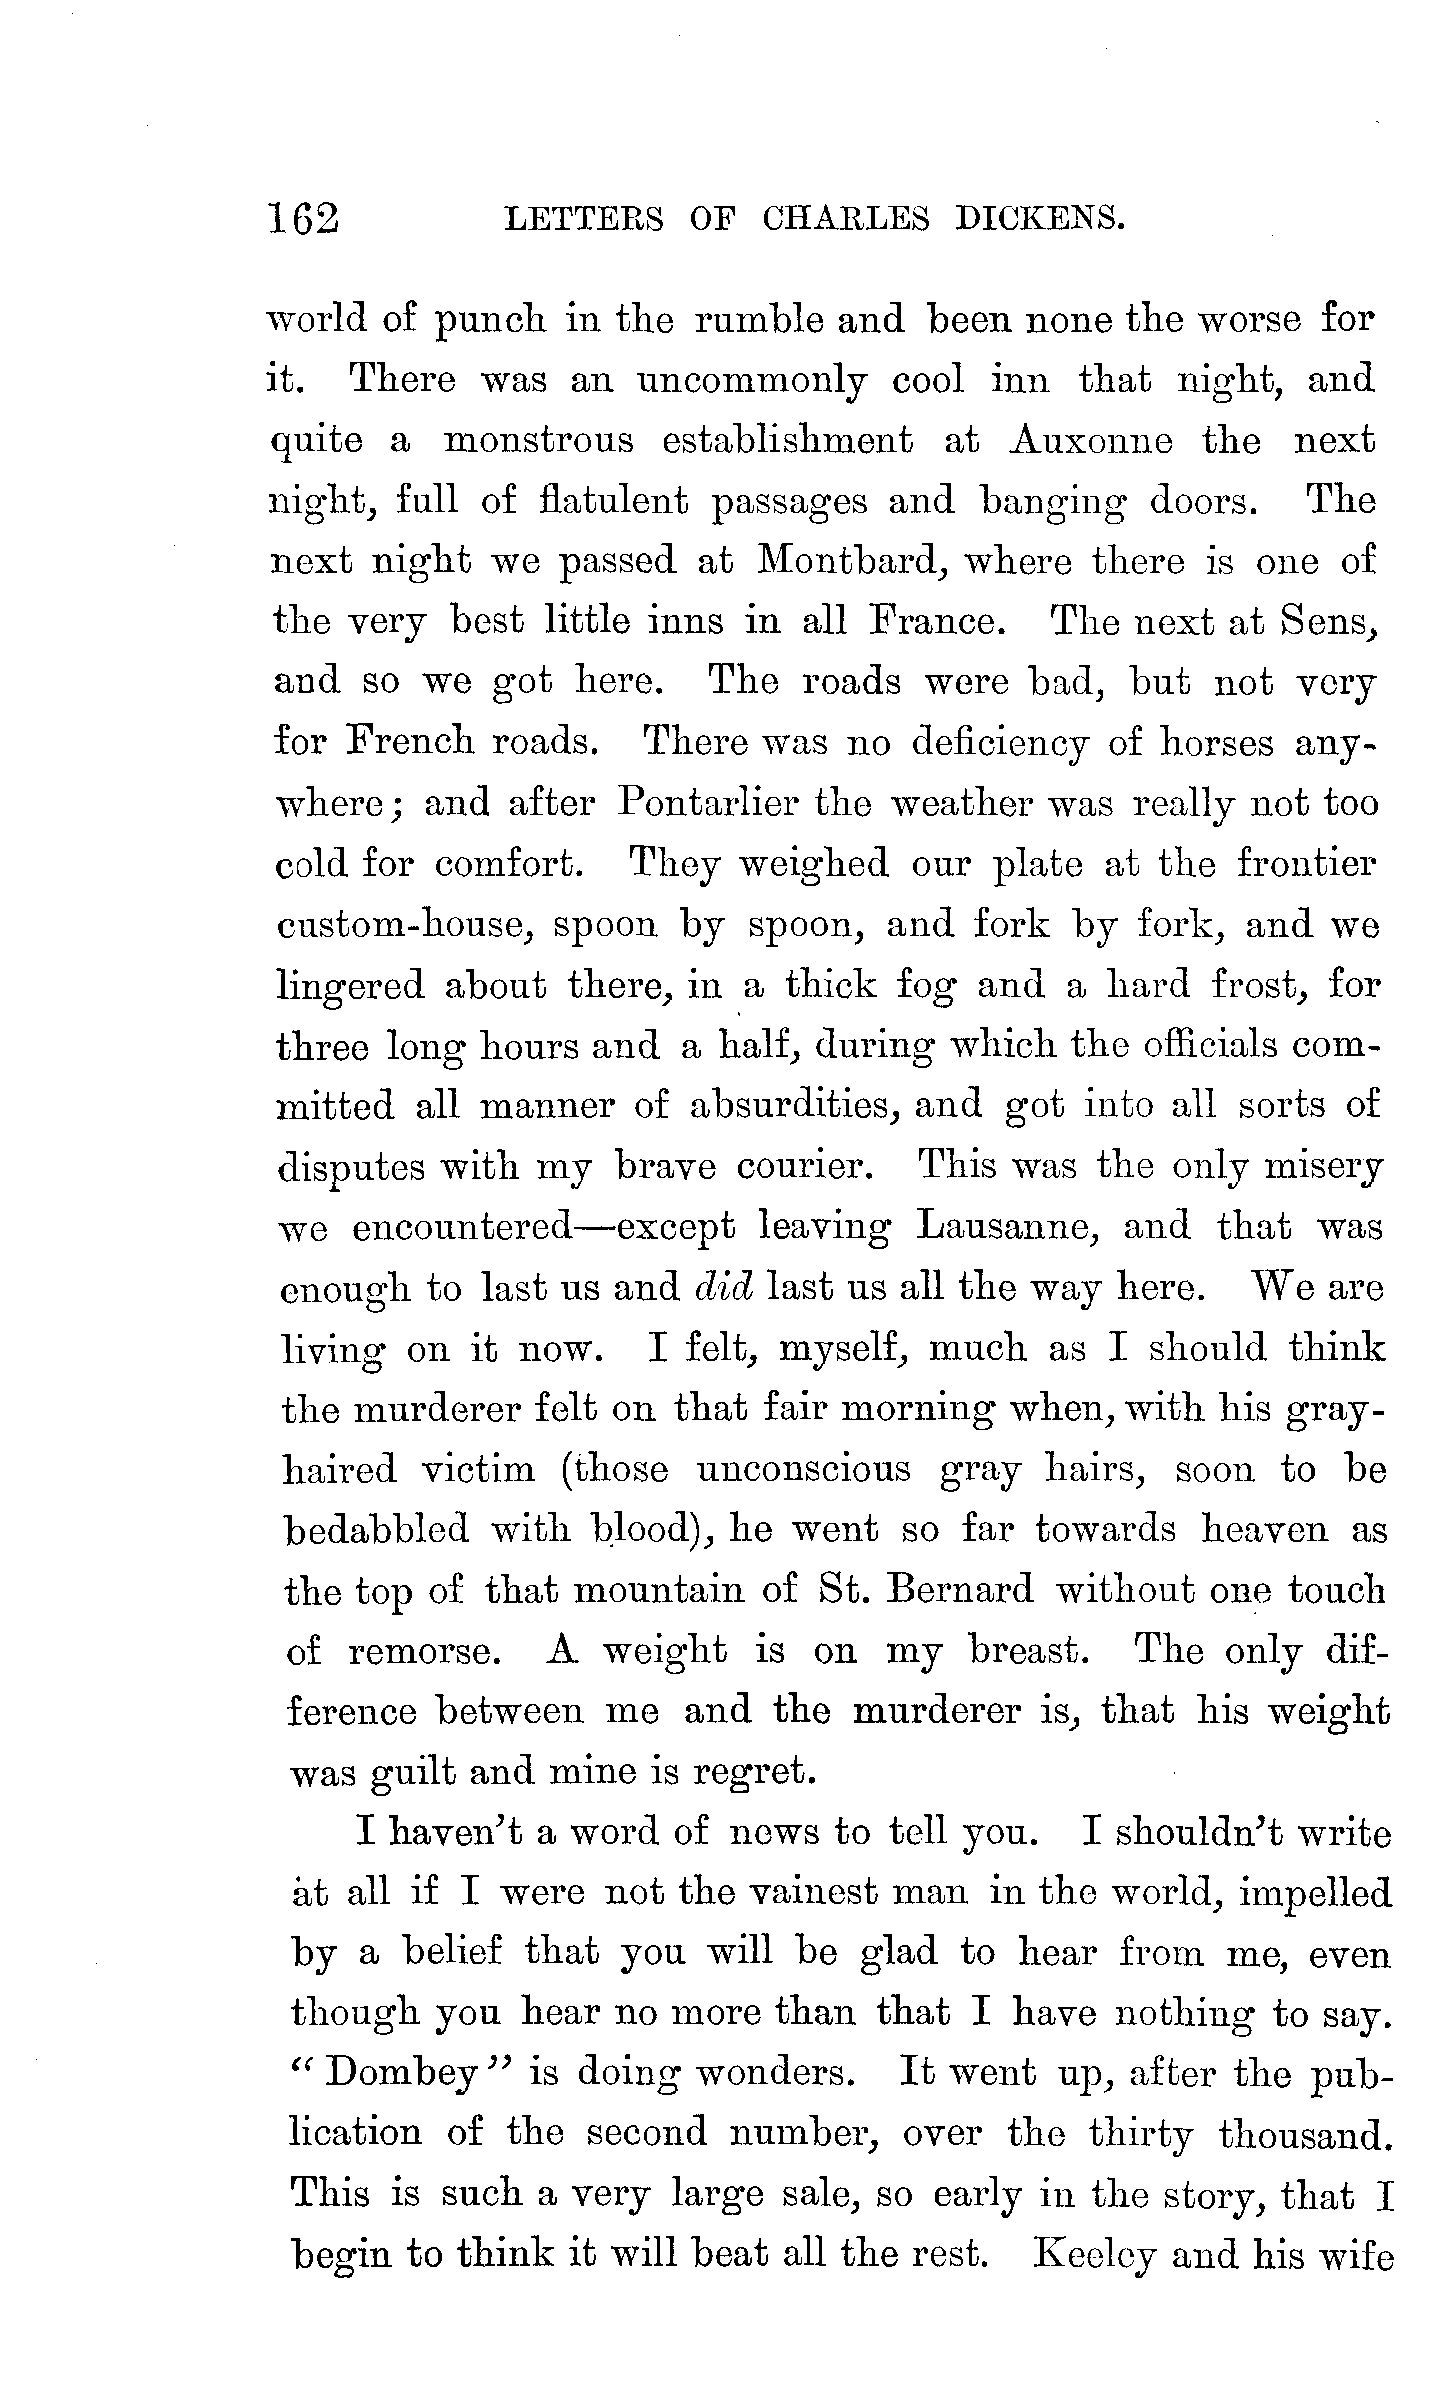 162 LETTERS OF CHARLES DICKENS.
world of punch in the rumble and been none the worse for
it. There was an uncommonly cool inn that night, and
quite a monstrous establishment at Auxonne the next
night, full of flatulent passages and banging doors. The
next night we passed at Montbard, where there is one of
the very best little inns in all France. The next at Sens,
and so we got here. The roads were bad, but not very
for French roads. There was no deficiency of horses any-
where; and after Pontarlier the weather was really not too
cold for comfort. They weighed our plate at the frontier
custom-house, spoon by spoon, and fork by fork, and we
lingered about there, in a thick fog and a hard frost, for
three long hours and a half, during which the officials com-
mitted all manner of absurdities, and got into all sorts of
disputes with my brave courier. This was the only misery
we encountered—except leaving Lausanne, and that was
enough to last us and did last us all the way here. We are
living on it now. I felt, myself, much as I should think
the murderer felt on that fair morning when, with his gray-
haired victim (those unconscious gray hairs, soon to be
bedabbled with blood), he went so far towards heaven as
the top of that mountain of St. Bernard without one touch
of remorse. A weight is on my breast. The only dif-
ference between me and the murderer is, that his weight
was guilt and mine is regret.
I haven't a word of news to tell you. I shouldn't write
at all if I were not the vainest man in the world, impelled
by a belief that you will be glad to hear from me, even
though you hear no more than that I have nothing to say.
"Dombey" is doing wonders. It went up, after the pub-
lication of the second number, over the thirty thousand.
This is such a very large sale, so early in the story, that I
begin to think it will beat all the rest. Keeley and his wife